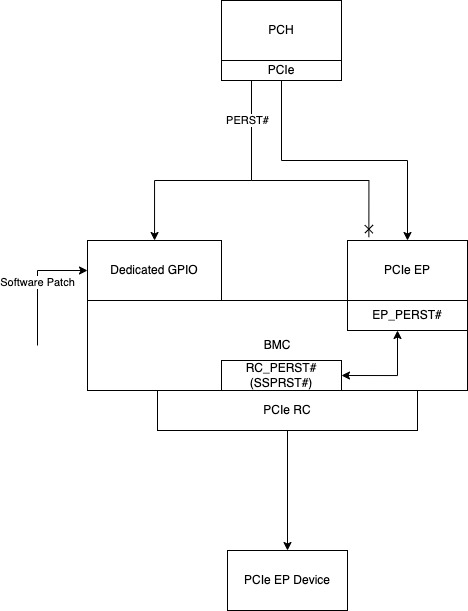 PCH
PCIe
PERST#
Dedicated GPIO
PCIe EP
Software Patch
EP_PERST#
BMC
RC_PERST#
(SSPRST#)
PCIe RC
PCIe EP Device